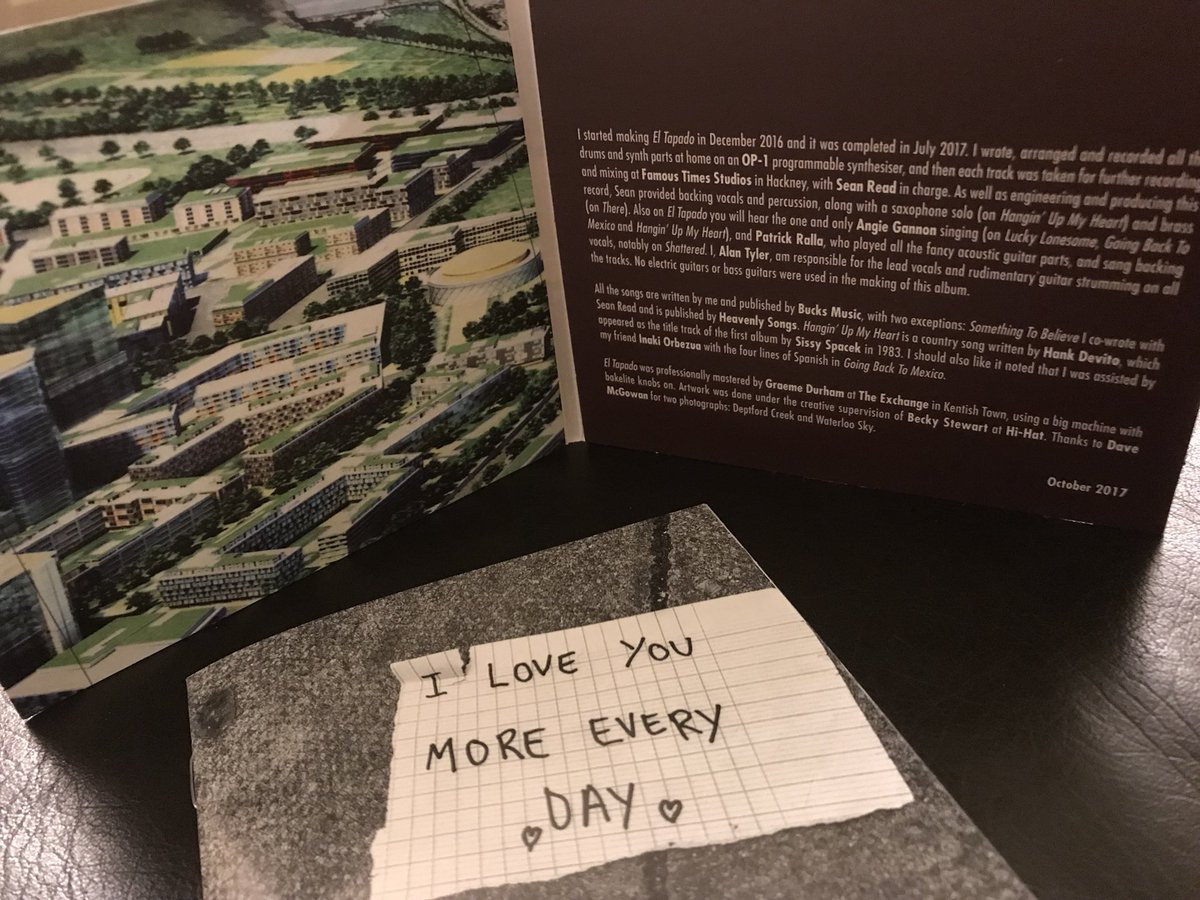 I started making El Tapado in December 2016 and it was completed in July 2017. I wrote, arranged and recorded all
drums and synth parts at home on an OP-1 programmable synthesiser, and then each track was taken for further recording
and mixing at Famous Times Studios in Hackney, with Sean Read in charge. As well as engineering and producing this
record, Sean provided backing vocals and percussion, along with a saxophone solo (on Hangin' Up My Heart) and brass
(on There). Also on El Tapado you will hear the one and only Angie Gannon singing (on Lucky Lonesome, Going Back To
Mexico and Hangin' Up My Heart), and Patrick Ralla, who played all the fancy acoustic guitar parts, and sang backing
vocals, notably on Shattered. I, Alan Tyler, am responsible for the lead vocals and rudimentary guitar strumming on all
the tracks. No electric guitars or bass guitars were used in the making of this album.
All the songs are written by me and published by Bucks Music, with two exceptions: Something To Believe I co-wrote with
Sean Read and is published by Heavenly Songs. Hangin' Up My Heart is a country song written by Hank Devito, which
appeared as the title track of the first album by Sissy Spacek in 1983. I should also like it noted that I was assisted by
my friend Inaki Orbezua with the four lines of Spanish in Going Back To Mexico.
El Tapado was professionally mastered by Graeme Durham at The Exchange in Kentish Town, using a big machine with
bakelite knobs on. Artwork was done under the creative supervision of Becky Stewart at Hi-Hat. Thanks to Dave
McGowan for two photographs: Deptford Creek and Waterloo Sky.
October 2017
I LOVE YOU
MORE EVERY
DAY